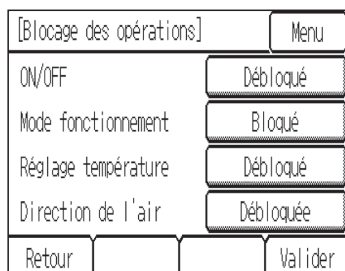 [Blocage des opérations] Menu
ON/OFF Débloqué
Mode fonctionnement Bloqué
Réglage température Débloqué
Direction de l'air Débloquée
Retour Valider